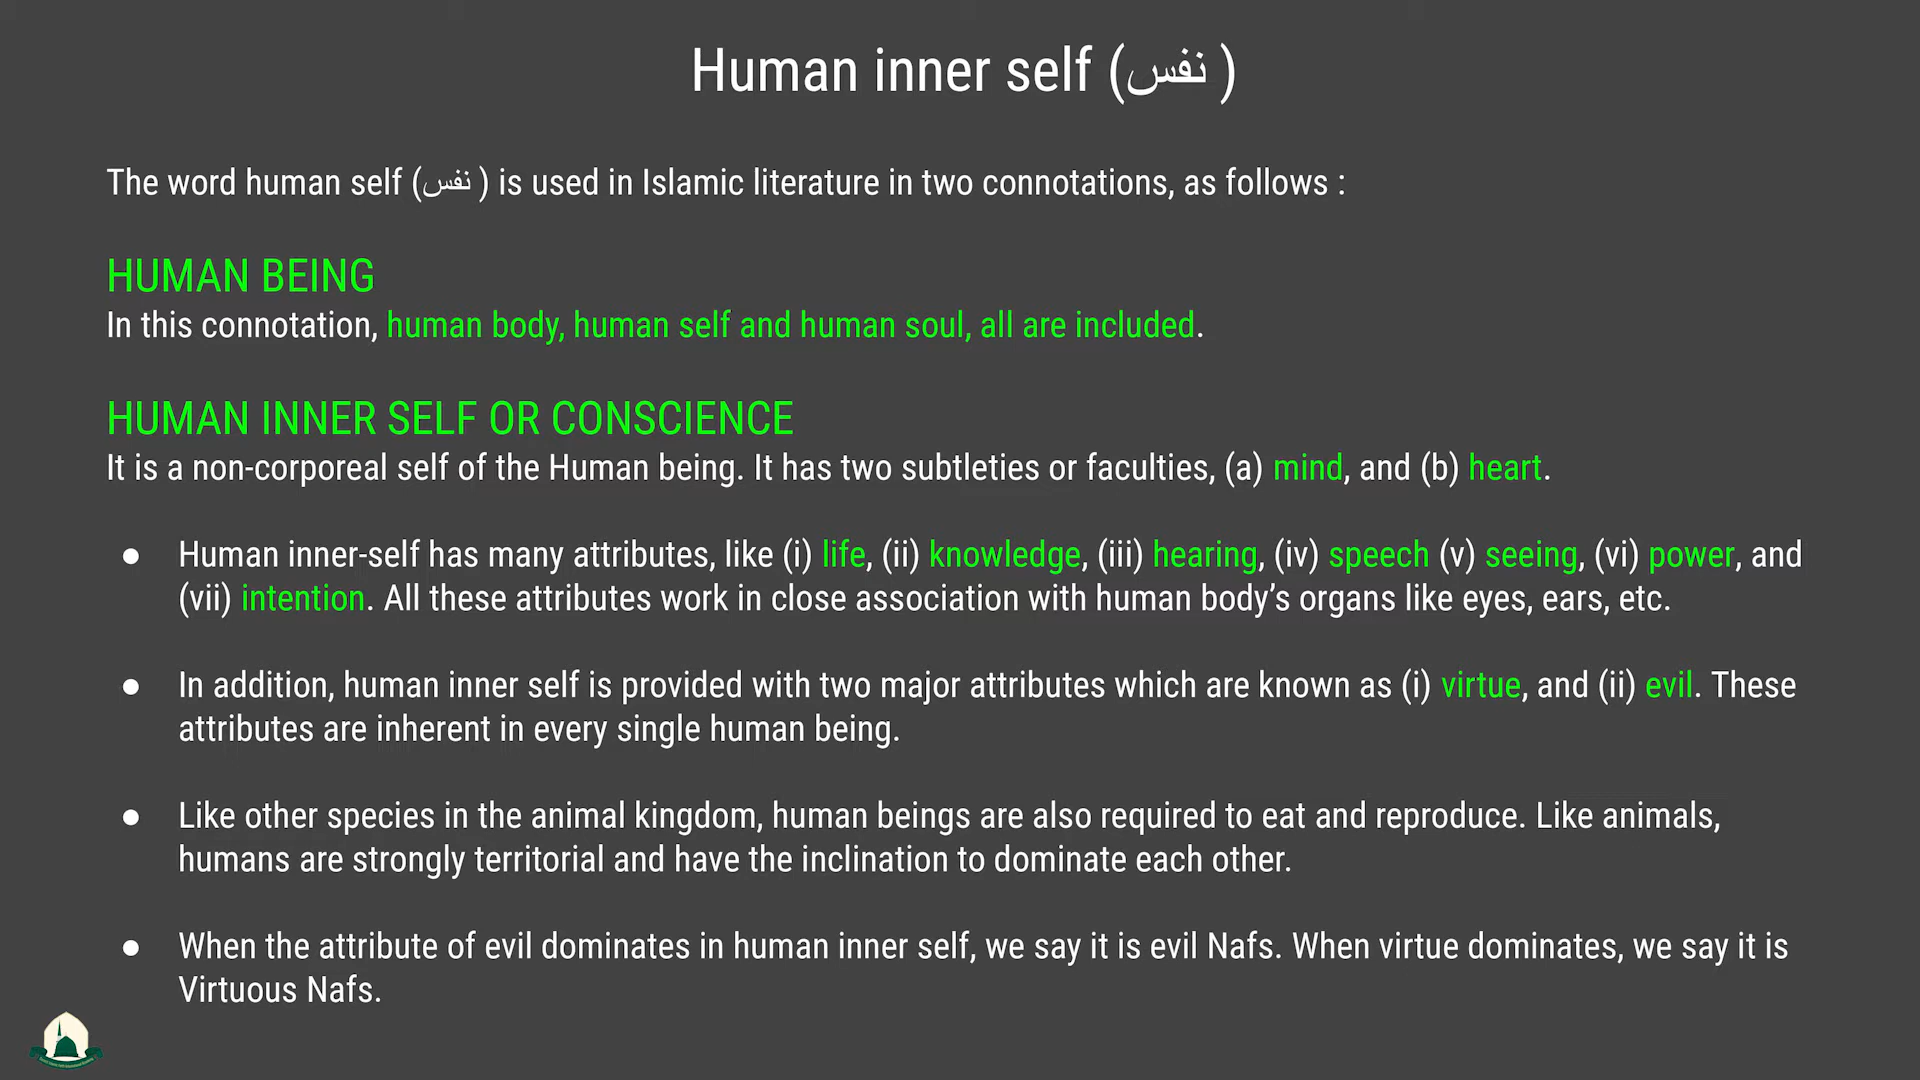 Human inner self (نفس )
The word human self (نفس ) is used in Islamic literature in two connotations, as follows :
HUMAN BEING
In this connotation, human body, human self and human soul, all are included.
HUMAN INNER SELF OR CONSCIENCE
It is a non-corporeal self of the Human being. It has two subtleties or faculties, (a) mind, and (b) heart.
● Human inner-self has many attributes, like (i) life, (ii) knowledge, (iii) hearing, (iv) speech (v) seeing, (vi) power, and
(vii) intention. All these attributes work in close association with human body’s organs like eyes, ears, etc.
● In addition, human inner self is provided with two major attributes which are known as (i) virtue, and (ii) evil. These
attributes are inherent in every single human being.
● Like other species in the animal kingdom, human beings are also required to eat and reproduce. Like animals,
humans are strongly territorial and have the inclination to dominate each other.
● When the attribute of evil dominates in human inner self, we say it is evil Nafs. When virtue dominates, we say it is
Virtuous Nafs.